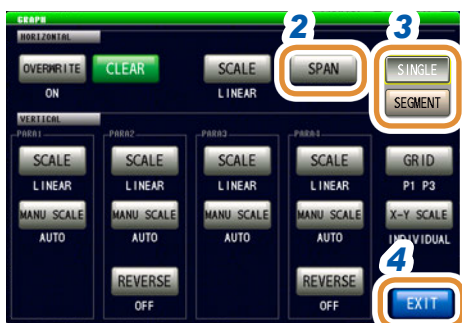 GRAPH
HORIZONTAL
2 3
OVERWRITE CLEAR SCALE SPAN SINGLE
ON LINEAR SEGMENT
VERTICAL
PARA1 PARA2 PARA3 PARA4
SCALE SCALE SCALE SCALE GRID
LINEAR LINEAR LINEAR LINEAR P1 P3
MANU SCALE MANU SCALE MANU SCALE MANU SCALE X-Y SCALE
AUTO AUTO AUTO AUTO INDIVIDUAL
4
REVERSE REVERSE EXIT
OFF OFF